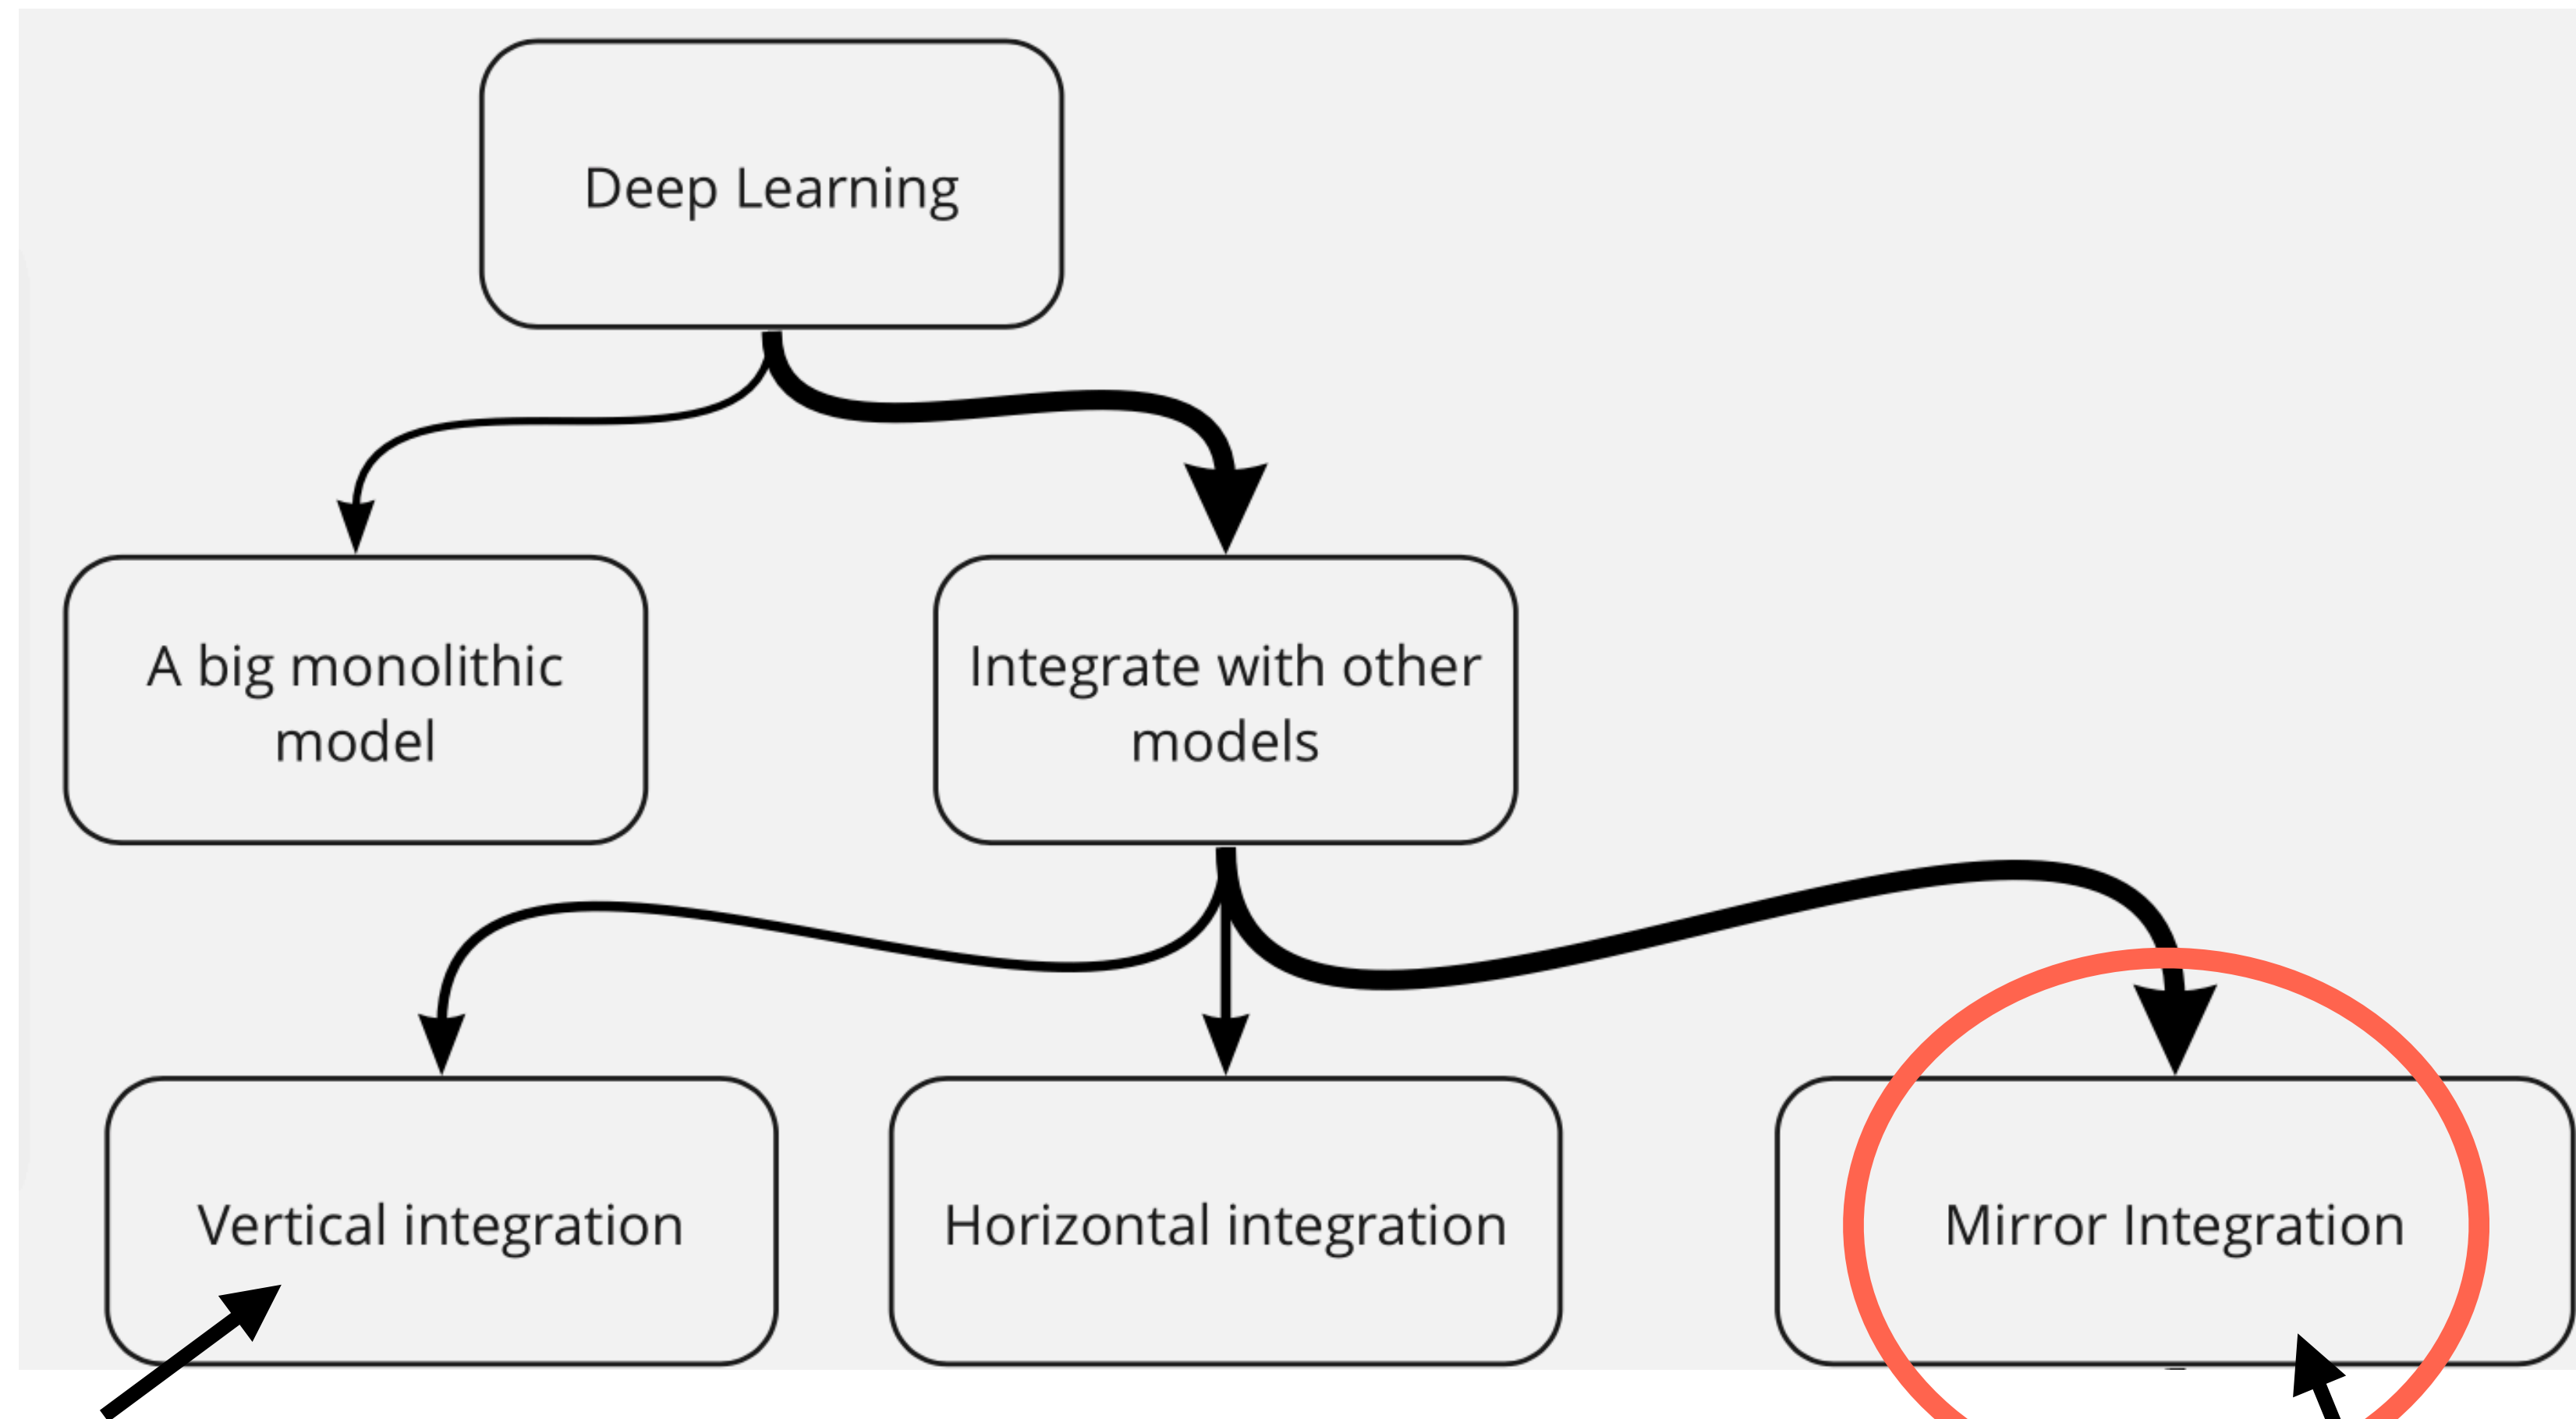 Deep Learning
A big monolithic
model
Integrate with other
models
Vertical integration
Horizontal integration
Mirror Integration